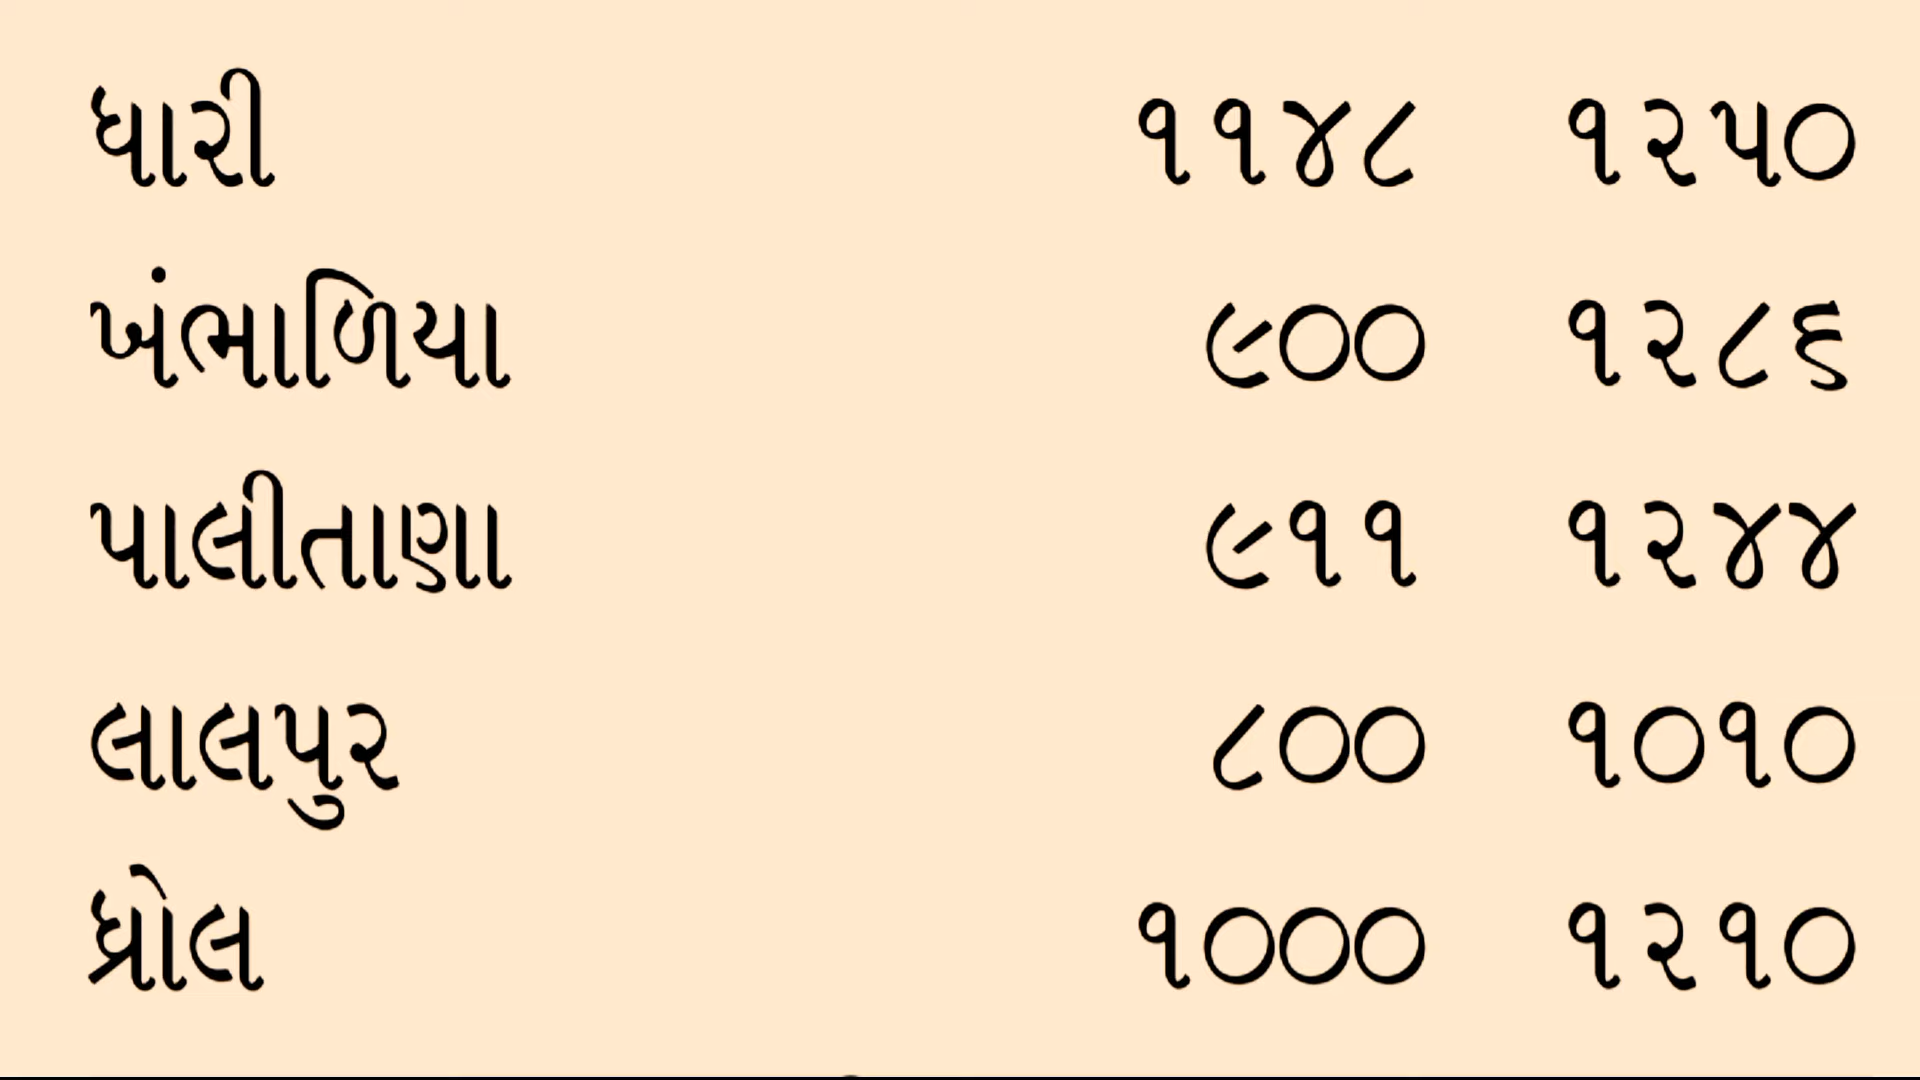 ધારી ૧૧૪૮ ૧૨૫૦
ખંભાળિયા ૯૦૦ ૧૨૮૬
પાલીતાણા ૯૧૧ ૧૨૪૪
લાલપુર ૮૦૦ ૧૦૧૦
ધ્રોલ ૧૦૦૦ ૧૨૧૦